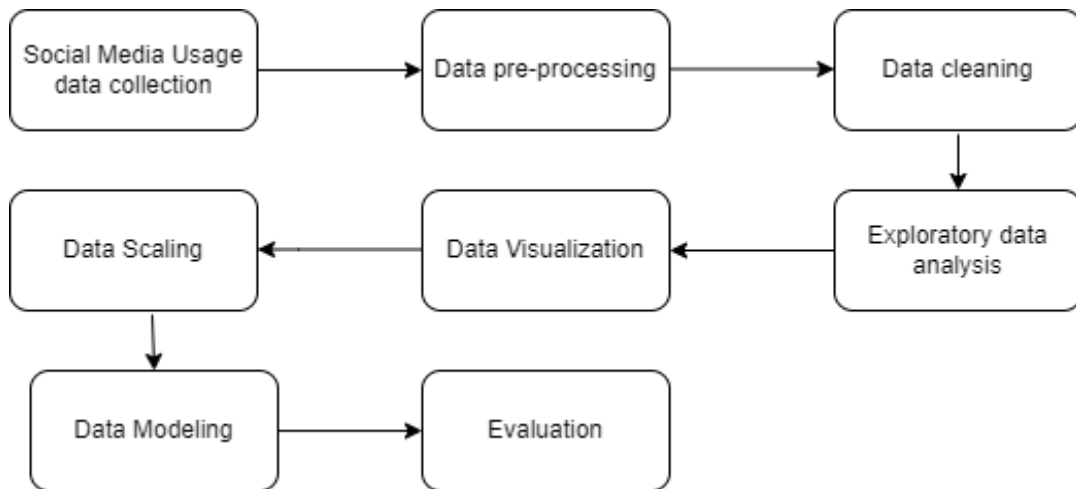 Social Media Usage
data collection
Data pre-processing
Data cleaning
Exploratory data
analysis
Data Visualization
Data Scaling
Data Modeling
Evaluation